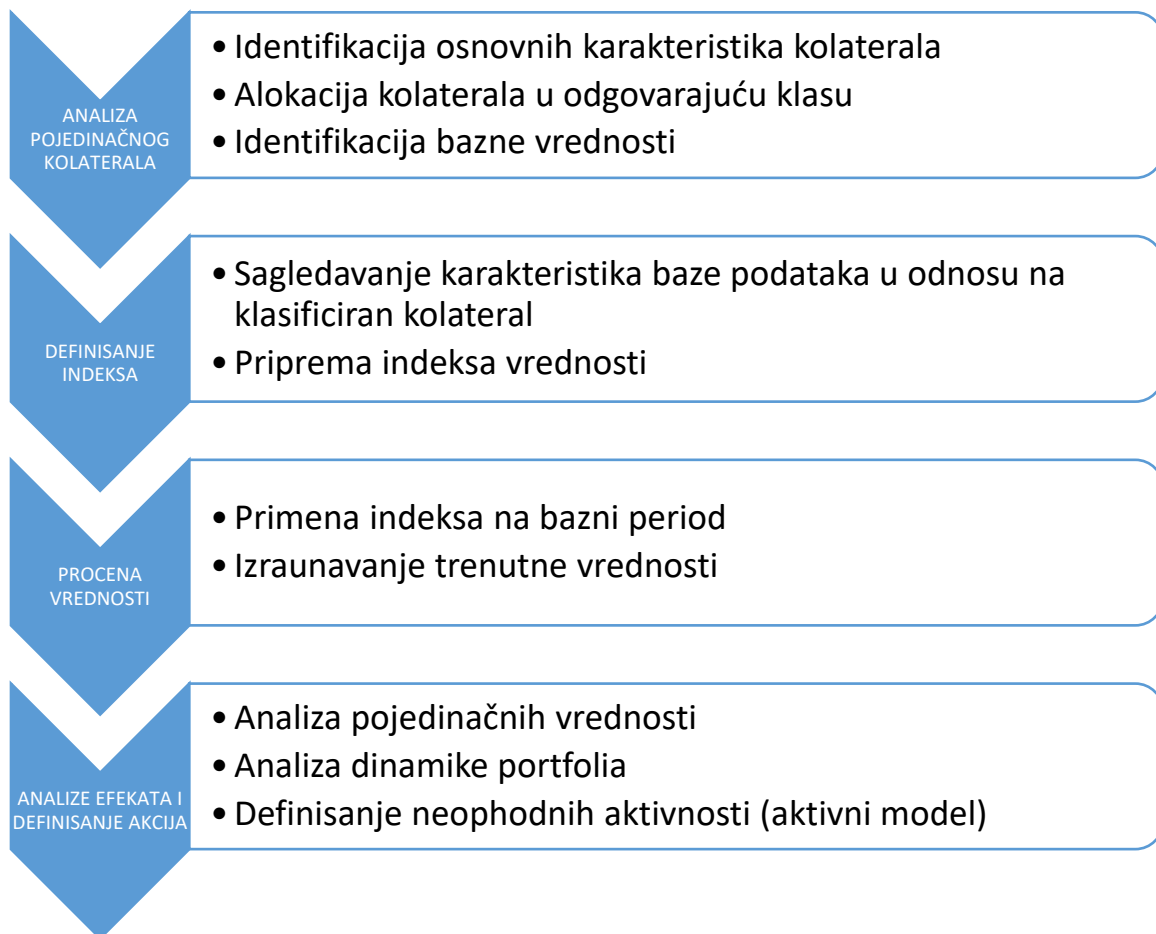 ANALIZA
POJEDINAČNOG
KOLATERALA
• Identifikacija osnovnih karakteristika kolaterala
• Alokacija kolaterala u odgovarajuću klasu
• Identifikacija bazne vrednosti
DEFINISANJE
INDEKSA
• Sagledavanje karakteristika baze podataka u odnosu na
klasificiran kolateral
• Priprema indeksa vrednosti
PROCENA
VREDNOSTI
• Primena indeksa na bazni period
• Izraunavanje trenutne vrednosti
ANALIZE EFEKATA I
DEFINISANJE AKCIJA
• Analiza pojedinačnih vrednosti
• Analiza dinamike portfolia
• Definisanje neophodnih aktivnosti (aktivni model)